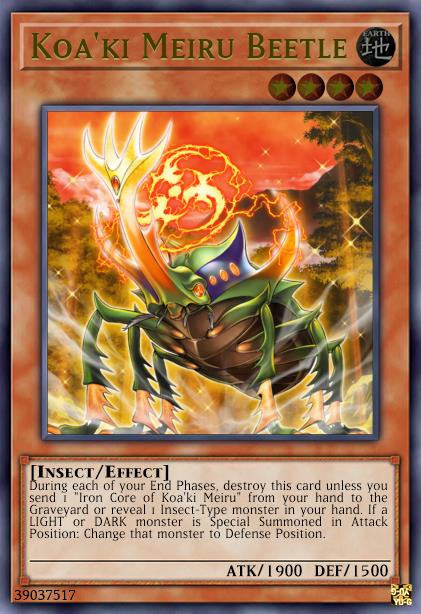 Koa'ki Meiru Beetle
EARTH
地
[Insect/Effect]
During each of your End Phases, destroy this card unless you
send 1 "Iron Core of Koa'ki Meiru" from your hand to the
Graveyard or reveal 1 Insect-Type monster in your hand. If a
LIGHT or DARK monster is Special Summoned in Attack
Position: Change that monster to Defense Position.
ATK/1900 DEF/1500
39037517